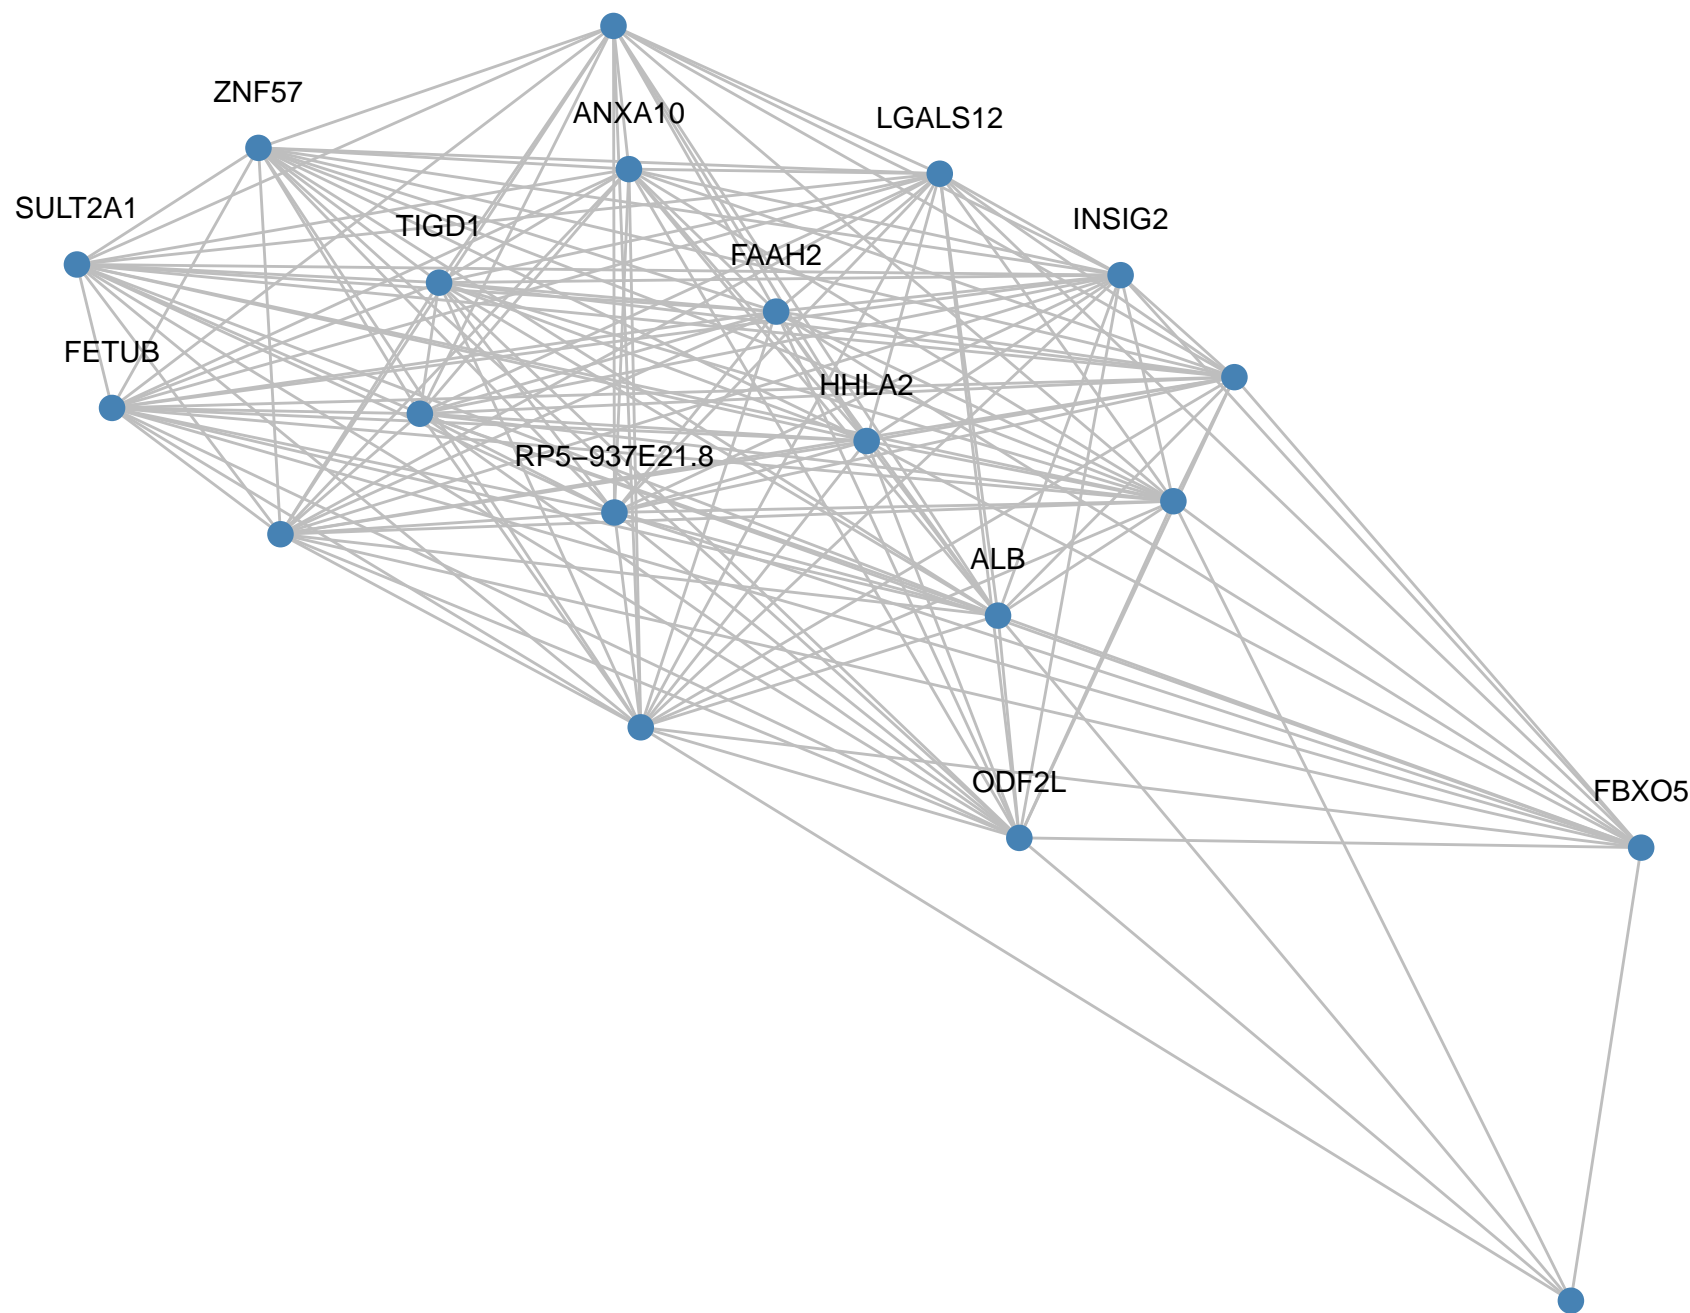 ZNF57
ANXA10
LGALS12
SULT2A1
TIGD1
INSIG2
FAAH2
FETUB
HHLA2
RP5−937E21.8
ALB
ODF2L
FBXO5